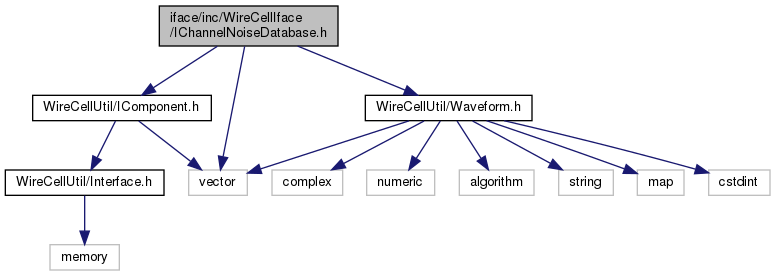 iface/inc/WireCellIface
/IChannelNoiseDatabase.h
WireCellUtil/IComponent.h
WireCellUtil/Waveform.h
WireCellUtil/Interface.h
vector
complex
numeric
algorithm
string
map
cstdint
memory